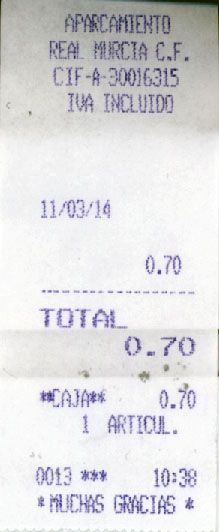 APARCAMIENTO
REAL MURCIA C.F.
CIF-A-30016315
IVA INCLUIDO
11/03/14
0.70
TOTAL
0.70
**CAJA** 0.70
1 ARTICUL.
0013 *** 10:38
*MUCHAS GRACIAS *